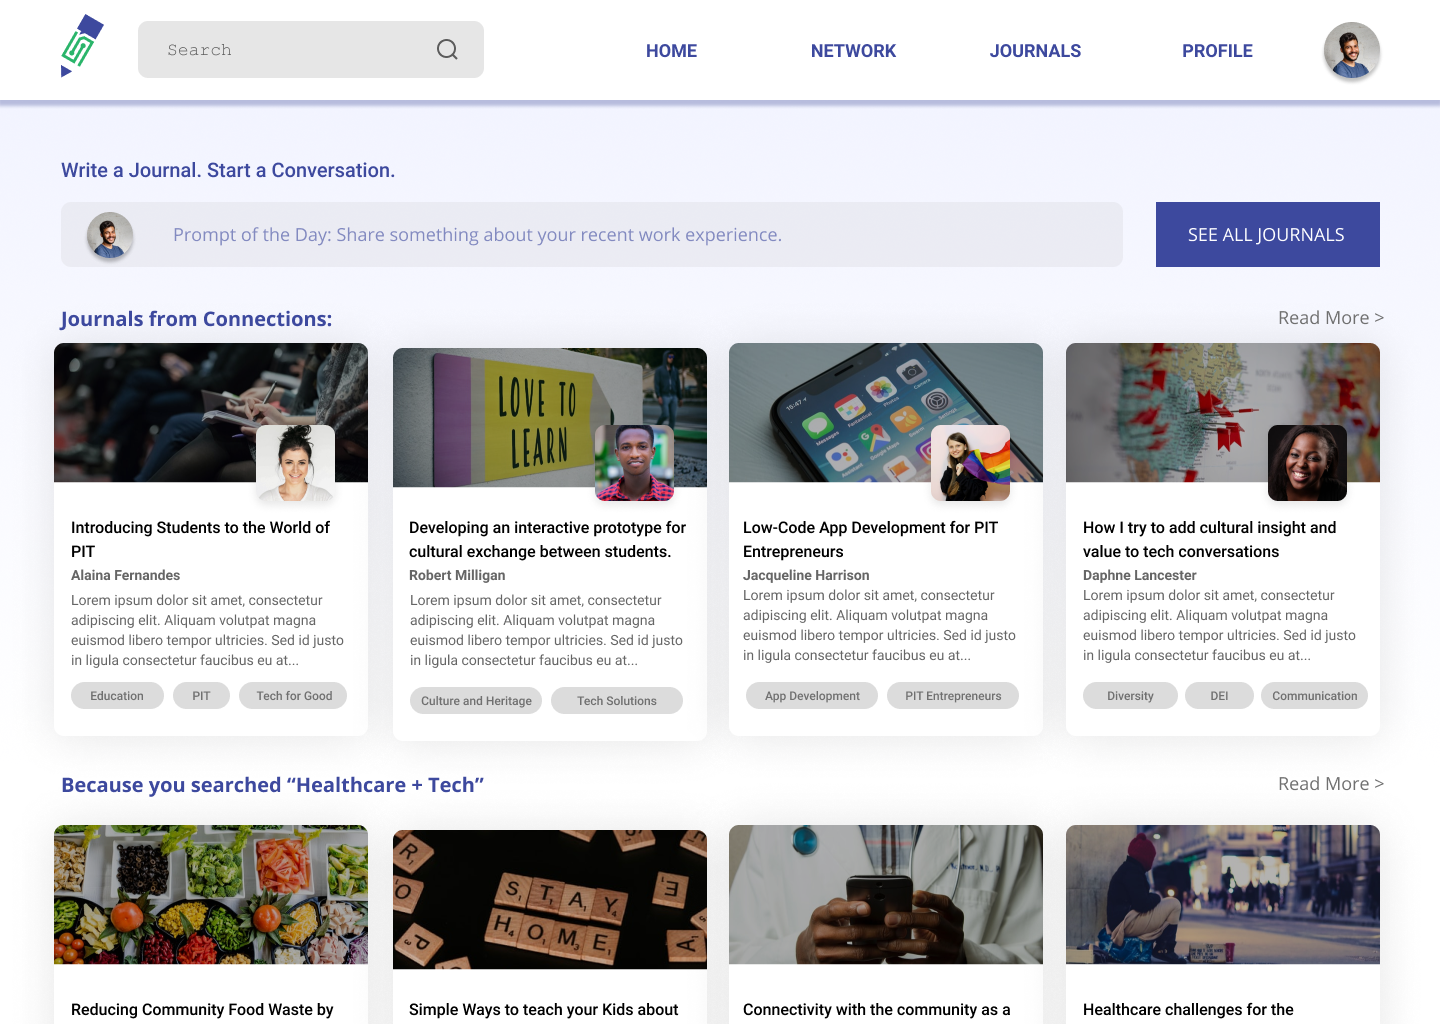 Search
HOME
NETWORK
JOURNALS
PROFILE
Write a Journal. Start a Conversation.
Prompt of the Day: Share something about your recent work experience.
SEE ALL JOURNALS
Journals from Connections:
Read More >
LOVE TO
LEARN
15:47
Messages
Fantastical
Photos
Camera
Assistant
Google Maps
Settings
Introducing Students to the World of
PIT
Alaina Fernandes
Lorem ipsum dolor sit amet, consectetur
adipiscing elit. Aliquam volutpat magna
euismod libero tempor ultricies. Sed id justo
in ligula consectetur faucibus eu at...
Education
PIT
Tech for Good
Developing an interactive prototype for
cultural exchange between students.
Robert Milligan
Lorem ipsum dolor sit amet, consectetur
adipiscing elit. Aliquam volutpat magna
euismod libero tempor ultricies. Sed id justo
in ligula consectetur faucibus eu at...
Culture and Heritage
Tech Solutions
Low-Code App Development for PIT
Entrepreneurs
Jacqueline Harrison
Lorem ipsum dolor sit amet, consectetur
adipiscing elit. Aliquam volutpat magna
euismod libero tempor ultricies. Sed id justo
in ligula consectetur faucibus eu at...
App Development
PIT Entrepreneurs
How I try to add cultural insight and
value to tech conversations
Daphne Lancester
Lorem ipsum dolor sit amet, consectetur
adipiscing elit. Aliquam volutpat magna
euismod libero tempor ultricies. Sed id justo
in ligula consectetur faucibus eu at...
Diversity
DEI
Communication
Because you searched “Healthcare + Tech”
Read More >
STAY
HOME
Reducing Community Food Waste by
Simple Ways to teach your Kids about
Connectivity with the community as a
Healthcare challenges for the